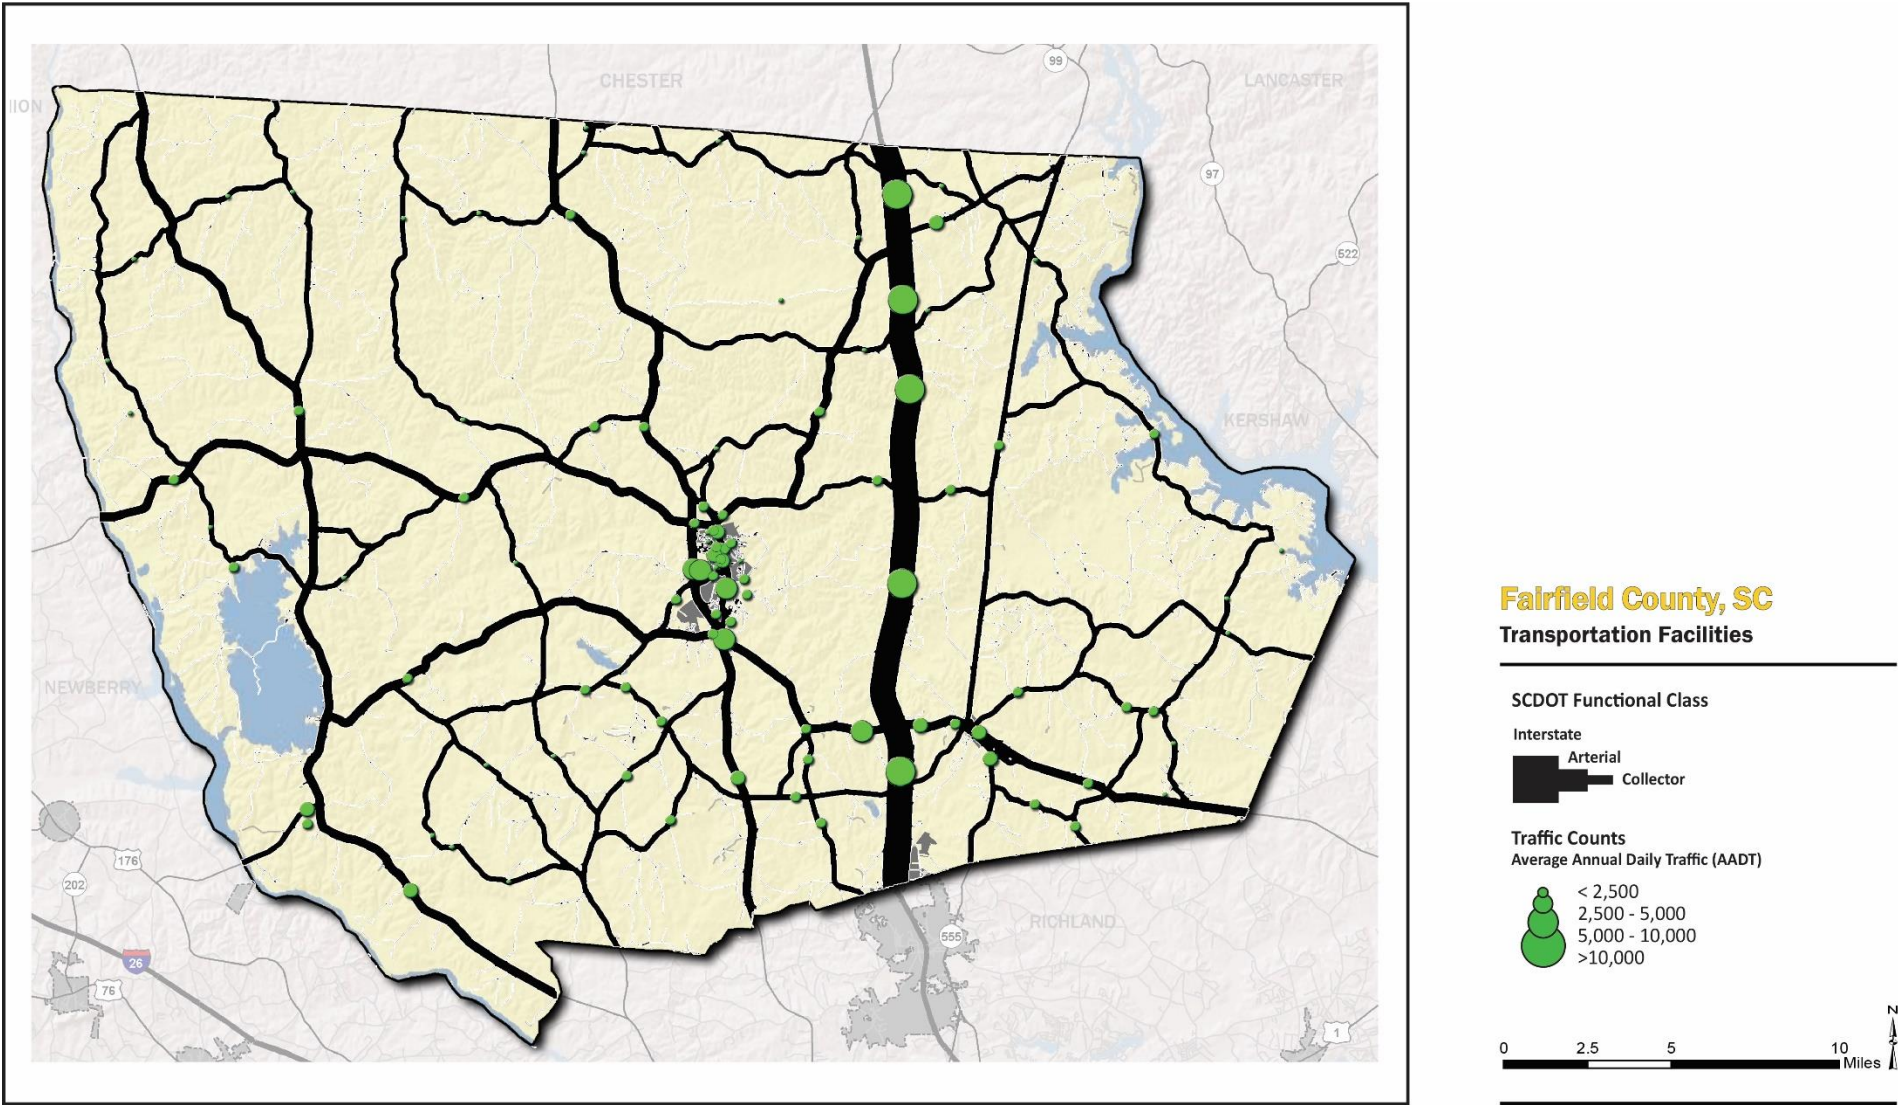 CHESTER
99
LANCASTER
IION
97
522
KERSHAW
NEWBERRY
176
202
RICHLAND
555
26
76
1
Fairfield County, SC
Transportation Facilities
SCDOT Functional Class
Interstate
Arterial
Collector
Traffic Counts
Average Annual Daily Traffic (AADT)
< 2,500
2,500 - 5,000
5,000 - 10,000
>10,000
N
0 2.5 5 10
Miles